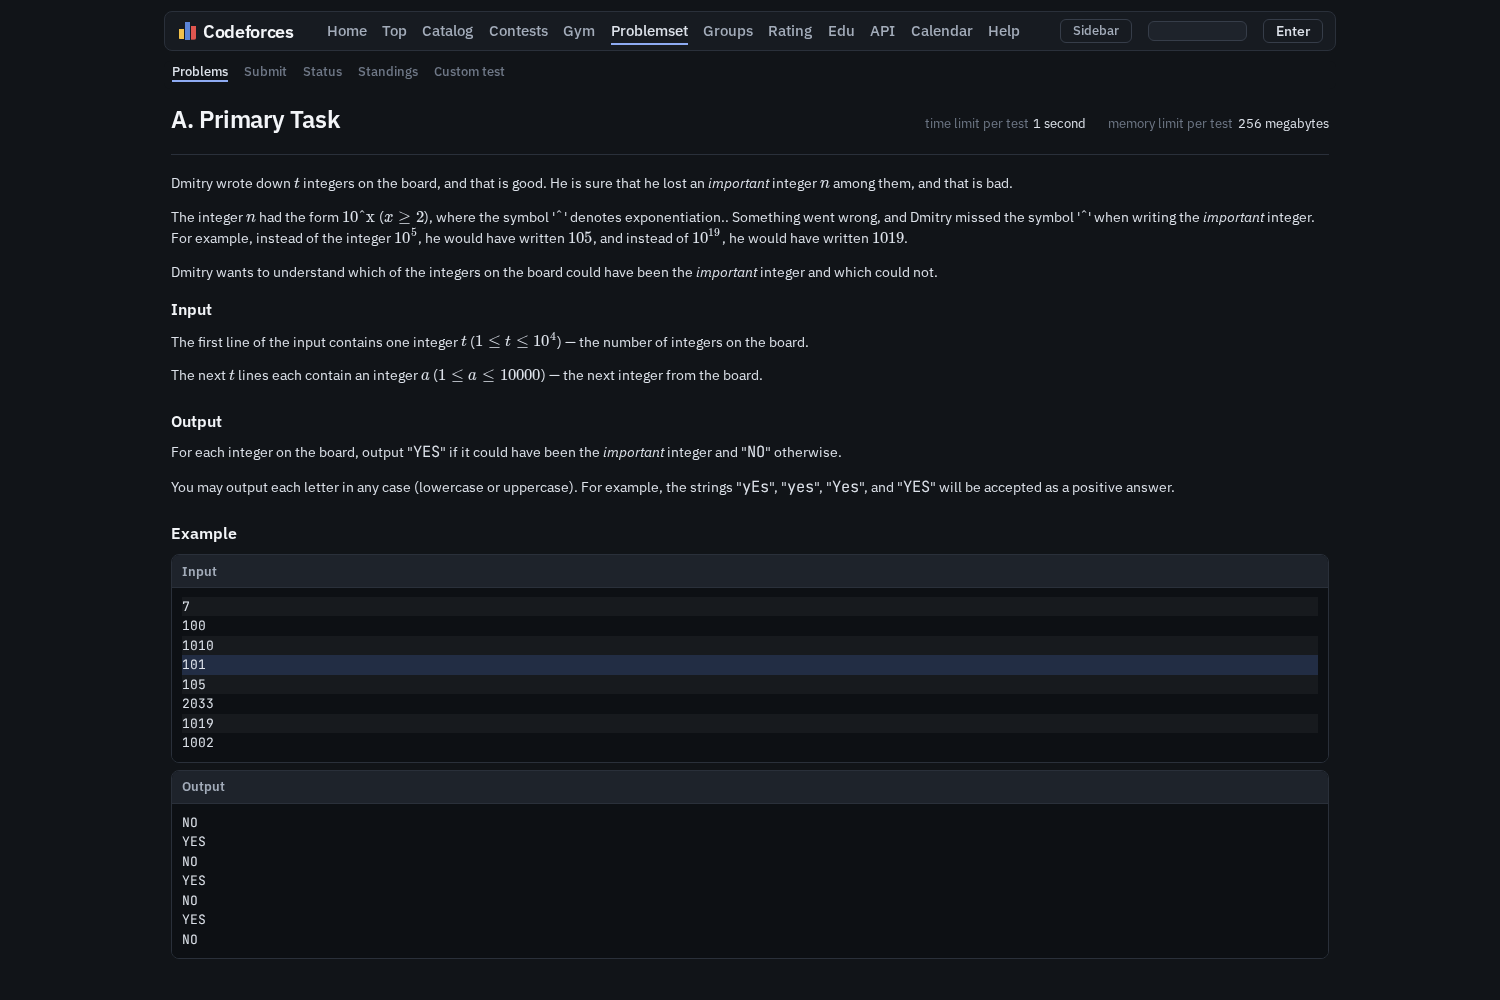 Codeforces Home Top Catalog Contests Gym Problemset Groups Rating Edu API Calendar Help Sidebar Enter
Problems Submit Status Standings Custom test
A. Primary Task
time limit per test 1 second memory limit per test 256 megabytes
Dmitry wrote down t integers on the board, and that is good. He is sure that he lost an important integer n among them, and that is bad.
The integer n had the form 10^x (x ≥ 2), where the symbol '^' denotes exponentiation.. Something went wrong, and Dmitry missed the symbol '^' when writing the important integer.
For example, instead of the integer 10⁵, he would have written 105, and instead of 10¹⁹, he would have written 1019.
Dmitry wants to understand which of the integers on the board could have been the important integer and which could not.
Input
The first line of the input contains one integer t (1 ≤ t ≤ 10⁴) — the number of integers on the board.
The next t lines each contain an integer a (1 ≤ a ≤ 10000) — the next integer from the board.
Output
For each integer on the board, output "YES" if it could have been the important integer and "NO" otherwise.
You may output each letter in any case (lowercase or uppercase). For example, the strings "yEs", "yes", "Yes", and "YES" will be accepted as a positive answer.
Example
Input
7
100
1010
101
105
2033
1019
1002
Output
NO
YES
NO
YES
NO
YES
NO